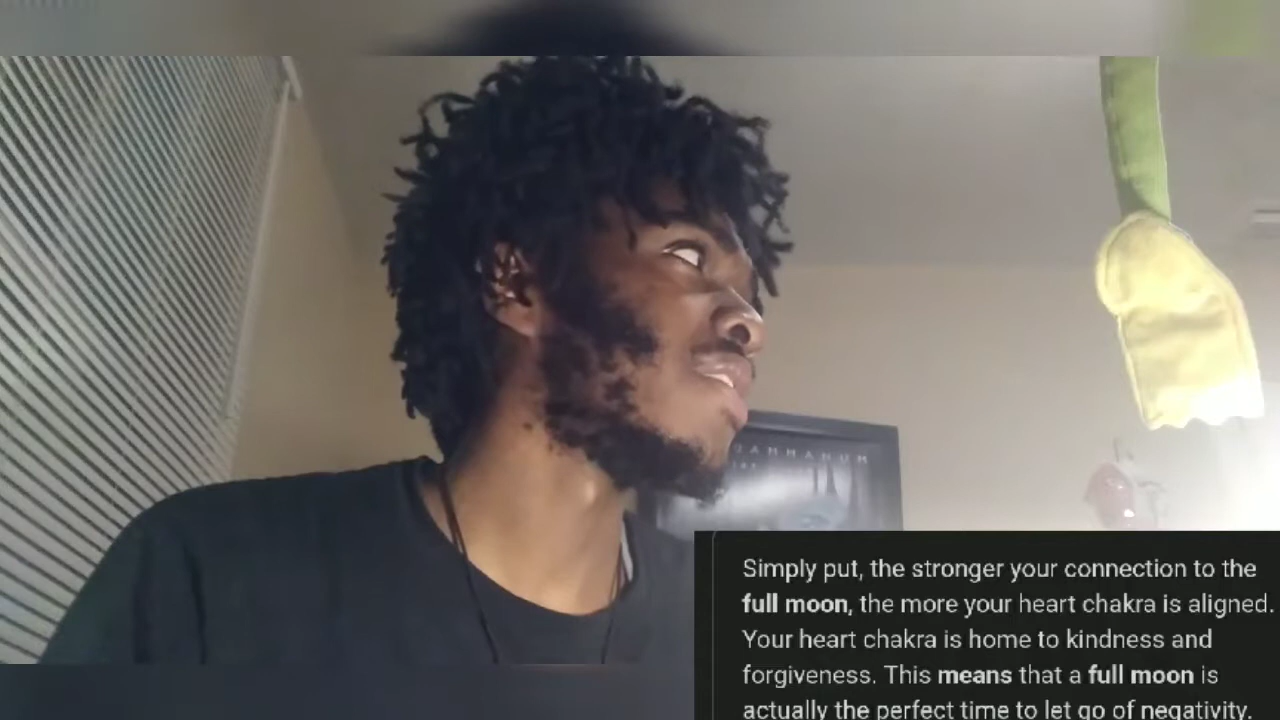 Simply put, the stronger your connection to the
full moon, the more your heart chakra is aligned.
Your heart chakra is home to kindness and
forgiveness. This means that a full moon is
actually the perfect time to let go of negativity.